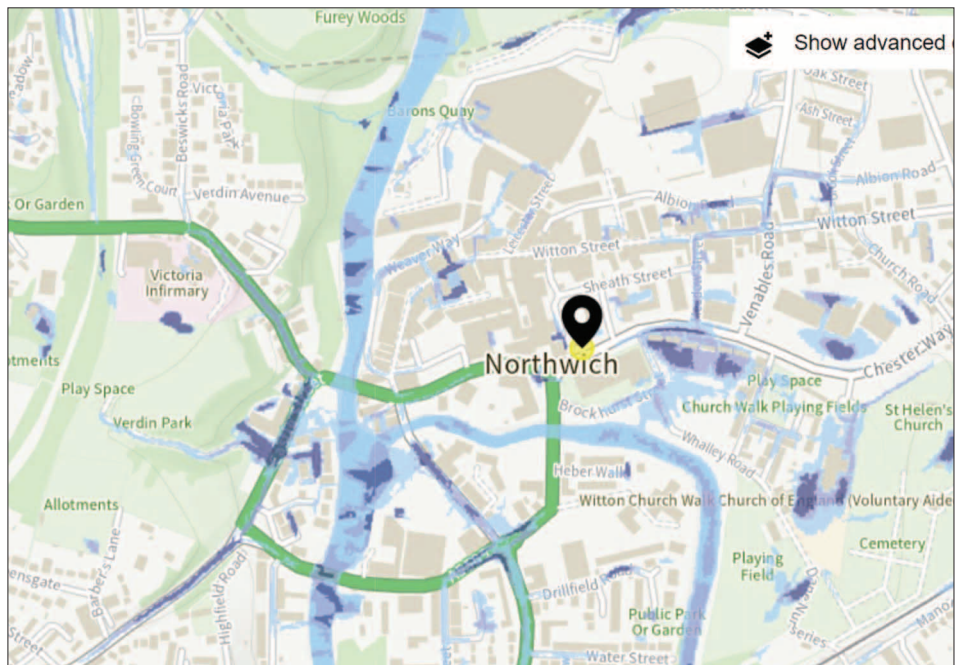 Furey Woods
Show advanced
Beswicks Road
Bowling
Green Court
Verdin Avenue
Barons Quay
Oak Street
Ash Street
Albion Road
Albion Road
Or Garden
Leicester Street
Witton Street
Witton Street
Weaver Way
Victoria
Infirmary
Sheath Street
Venables Road
Church Road
Chester Way
Northwich
Play Space
Play Space
Verdin Park
Church Walk Playing Fields
St Helen's
Church
Whalley Road
Heber Walk
Allotments
Witton Church Walk Church of England (Voluntary Aide
Barber's Lane
Highfield Road
Playing
Field
Cemetery
Drillfield Road
Public Park
Or Garden
Water Street
Street